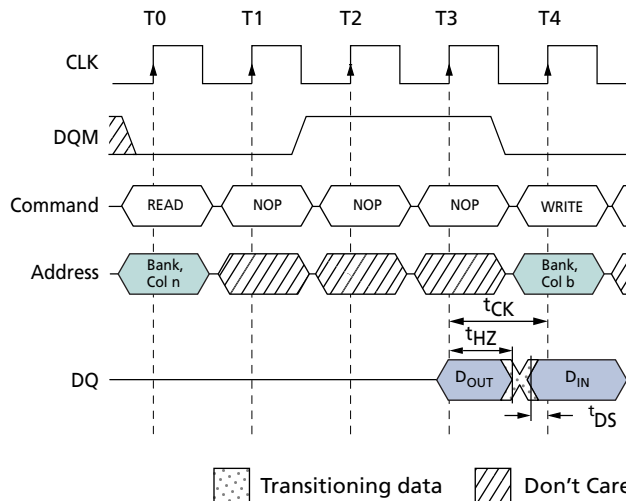 T0 T1 T2 T3 T4
CLK
DQM
Command READ NOP NOP NOP WRITE
Address Bank, Col n Bank, Col b
tCK
tHZ
DQ DOUT DIN
tDS
Transitioning data Don't Care